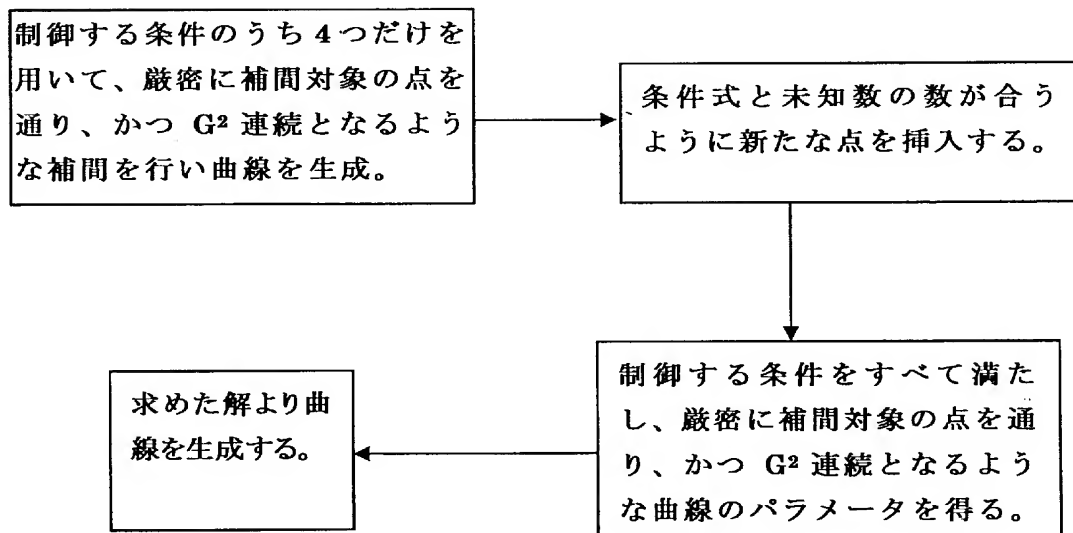 制御する条件のうち4つだけを
用いて、厳密に補間対象の点を
通り、かつ G² 連続となるよう
な補間を行い曲線を生成。
条件式と未知数の数が合う
ように新たな点を挿入する。
制御する条件をすべて満た
し、厳密に補間対象の点を通
り、かつ G² 連続となるよう
な曲線のパラメータを得る。
求めた解より曲
線を生成する。